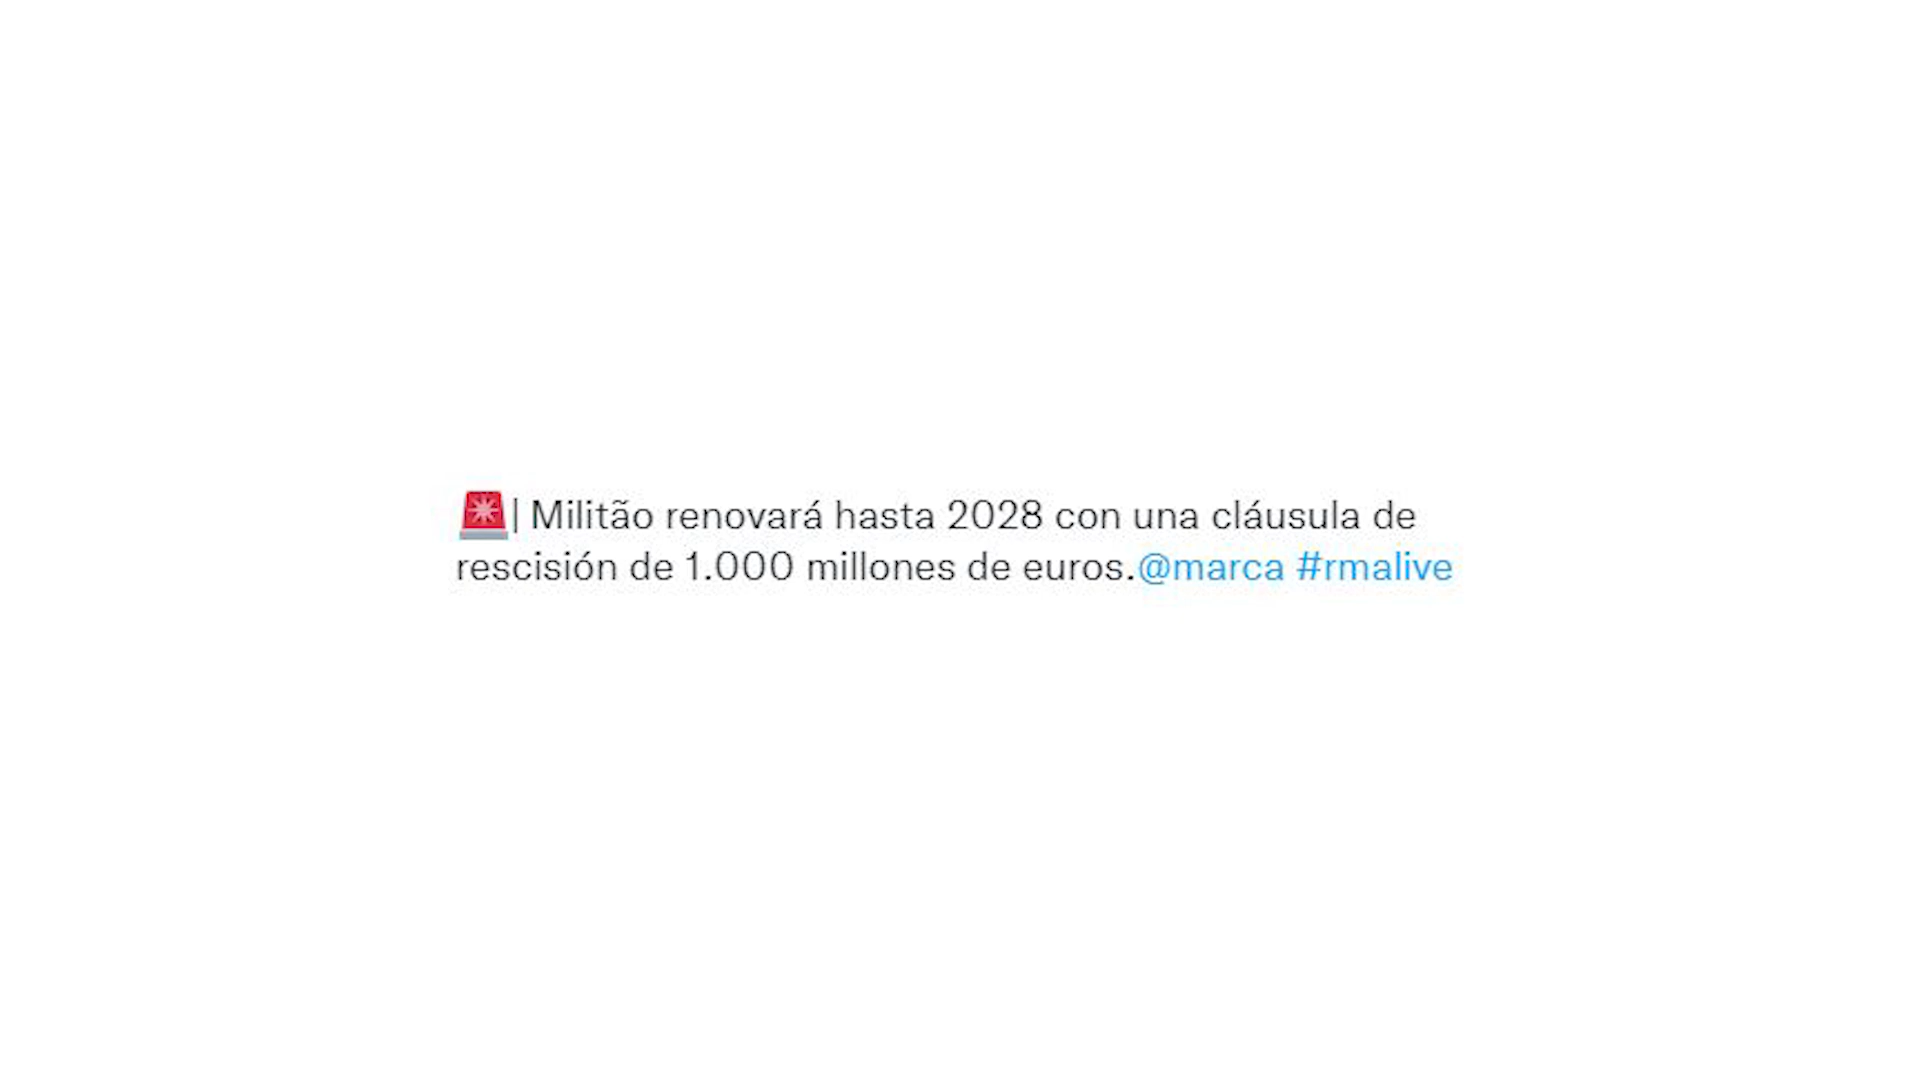 🚨| Militão renovará hasta 2028 con una cláusula de
rescisión de 1.000 millones de euros.@marca #rmalive